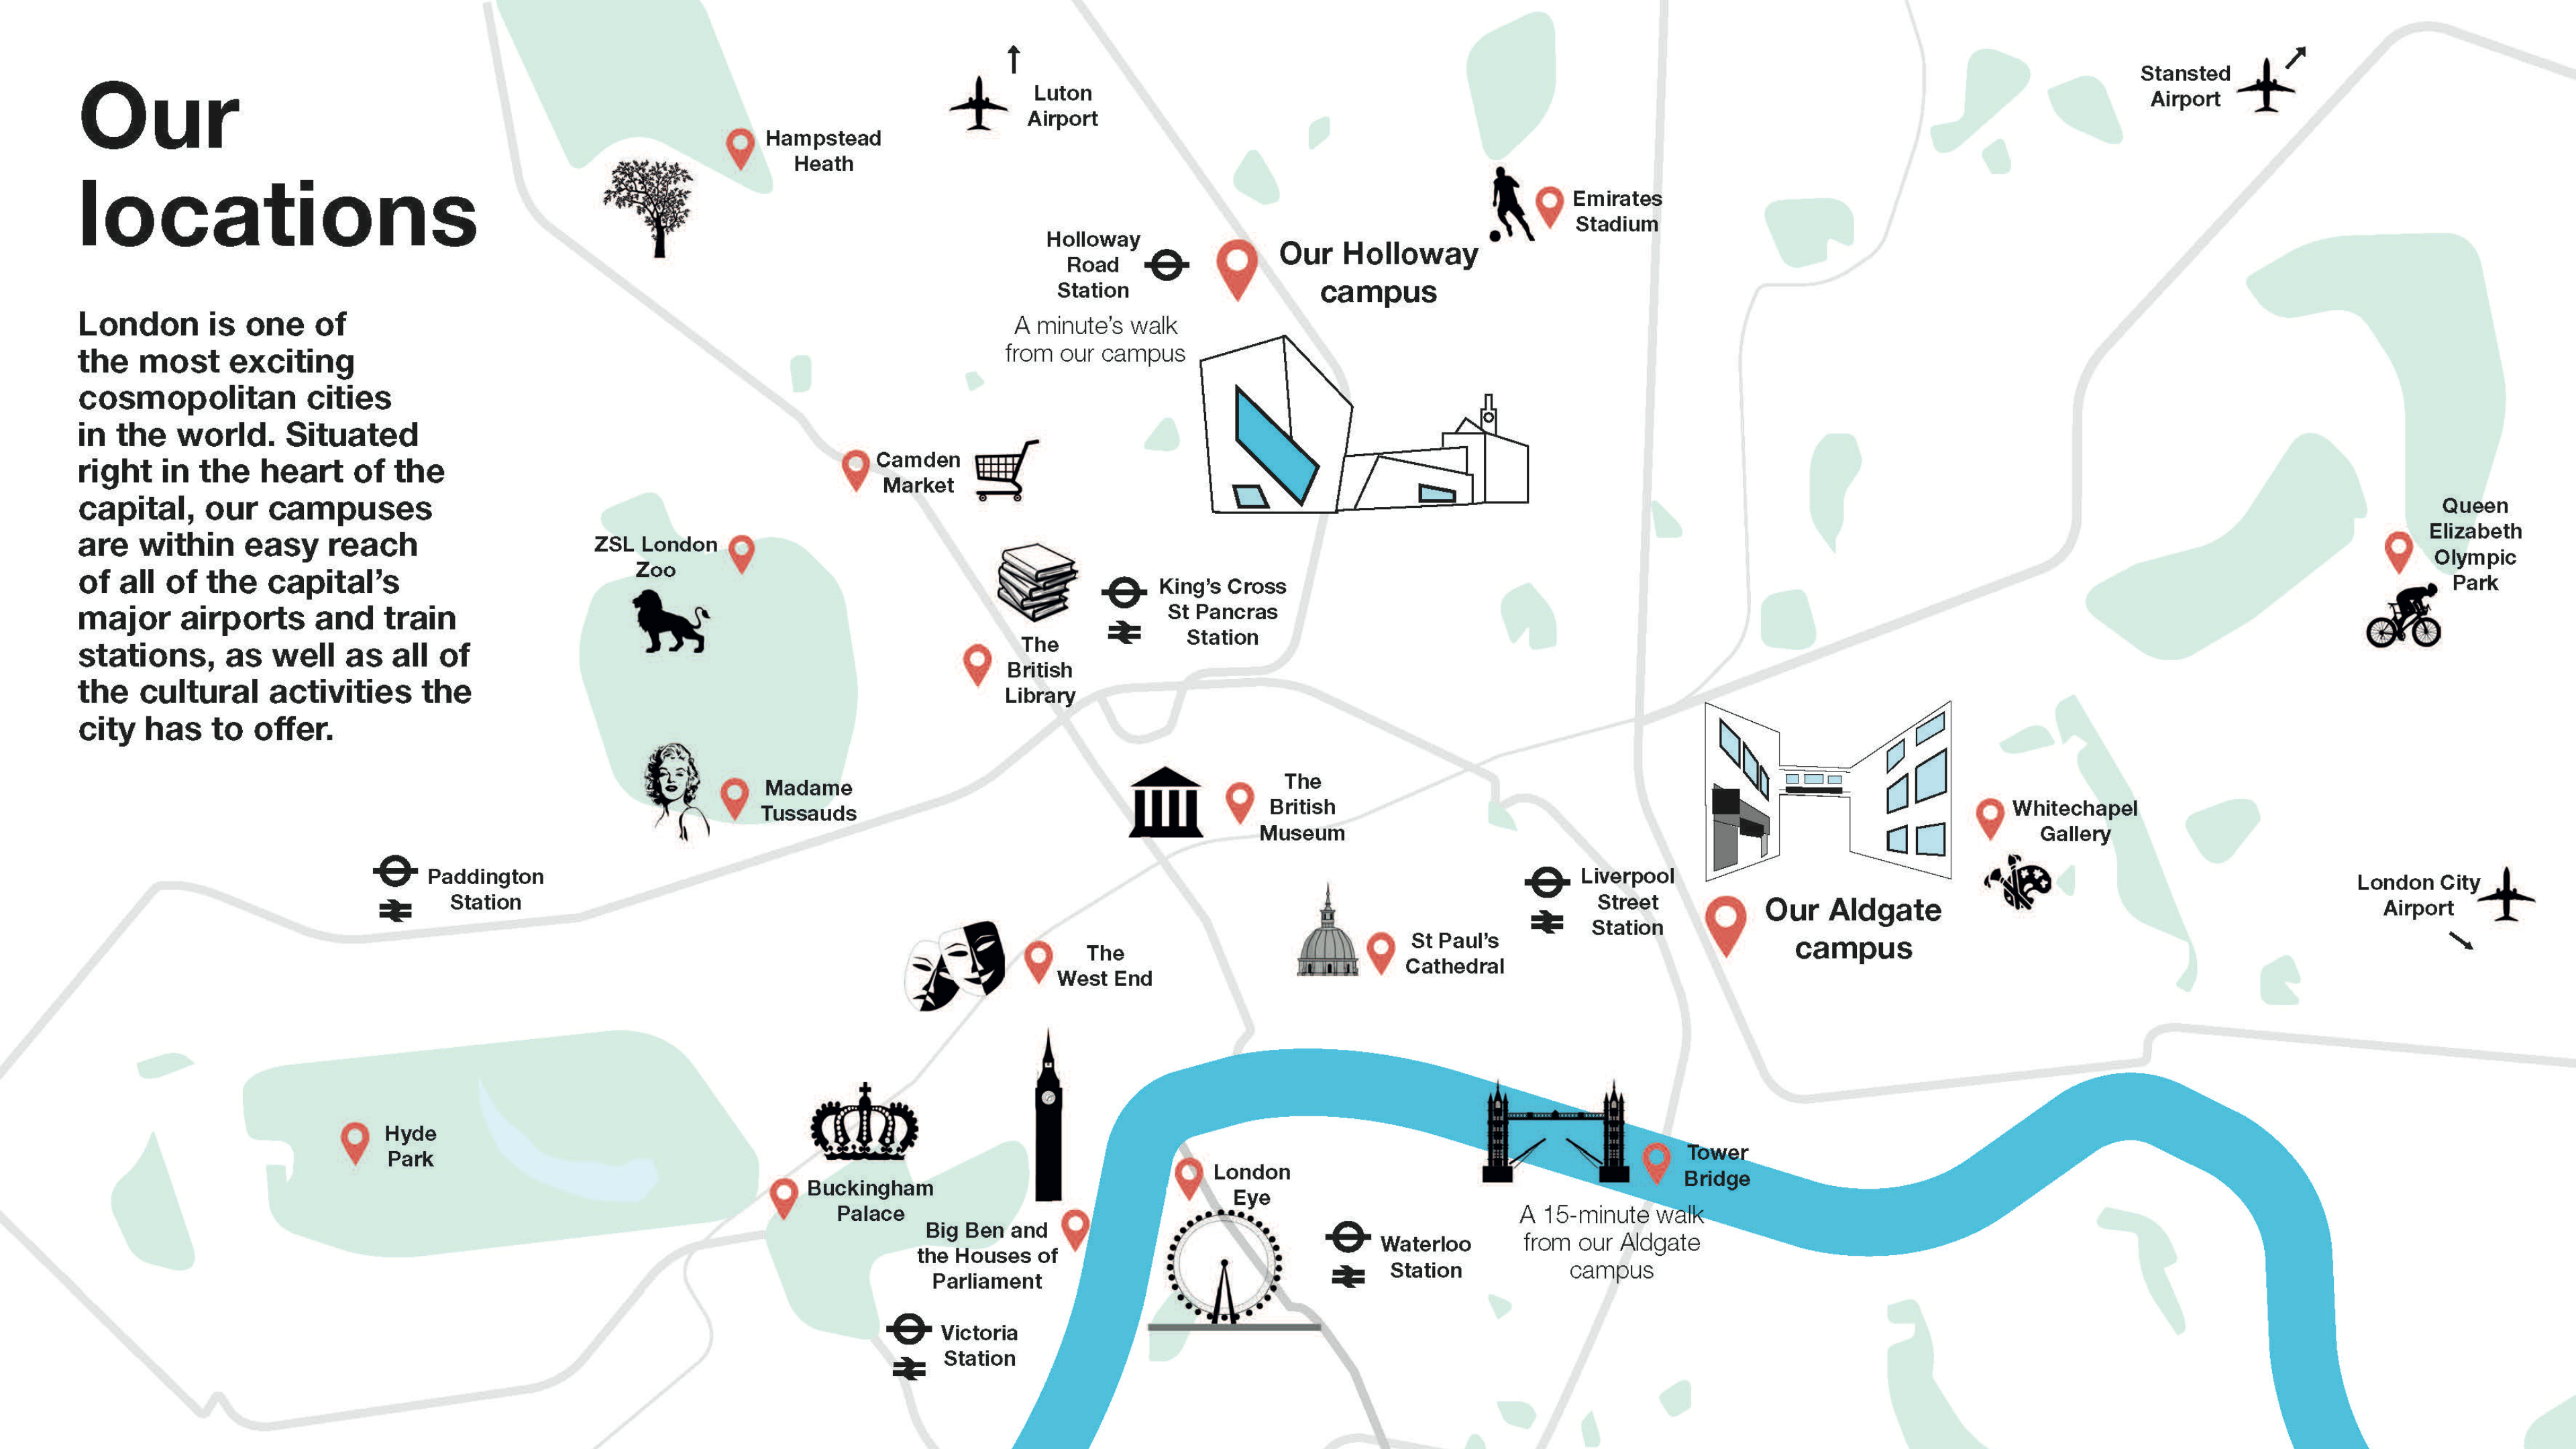 Our
locations
London is one of
the most exciting
cosmopolitan cities
in the world. Situated
right in the heart of the
capital, our campuses
are within easy reach
of all of the capital’s
major airports and train
stations, as well as all of
the cultural activities the
city has to offer.
Hampstead
Heath
Luton
Airport
Stansted
Airport
Emirates
Stadium
Holloway
Road
Station
A minute’s walk
from our campus
Our Holloway
campus
Camden
Market
ZSL London
Zoo
King’s Cross
St Pancras
Station
The
British
Library
Queen
Elizabeth
Olympic
Park
Madame
Tussauds
The
British
Museum
Whitechapel
Gallery
Paddington
Station
Liverpool
Street
Station
Our Aldgate
campus
London City
Airport
The
West End
St Paul’s
Cathedral
Hyde
Park
Buckingham
Palace
Big Ben and
the Houses of
Parliament
London
Eye
Tower
Bridge
A 15-minute walk
from our Aldgate
campus
Waterloo
Station
Victoria
Station